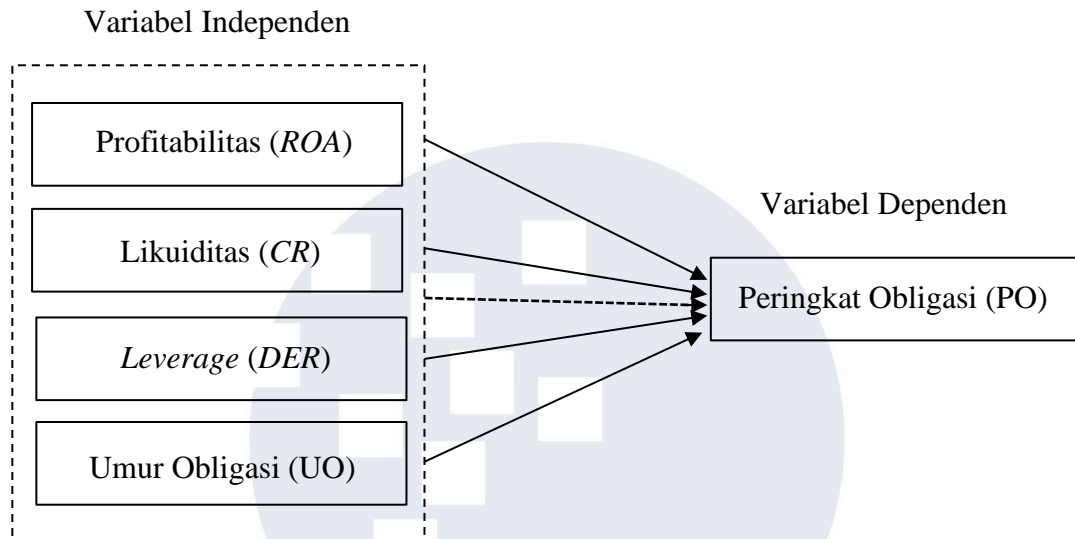 Variabel Independen
Profitabilitas (ROA)
Likuiditas (CR)
Leverage (DER)
Umur Obligasi (UO)
Variabel Dependen
Peringkat Obligasi (PO)